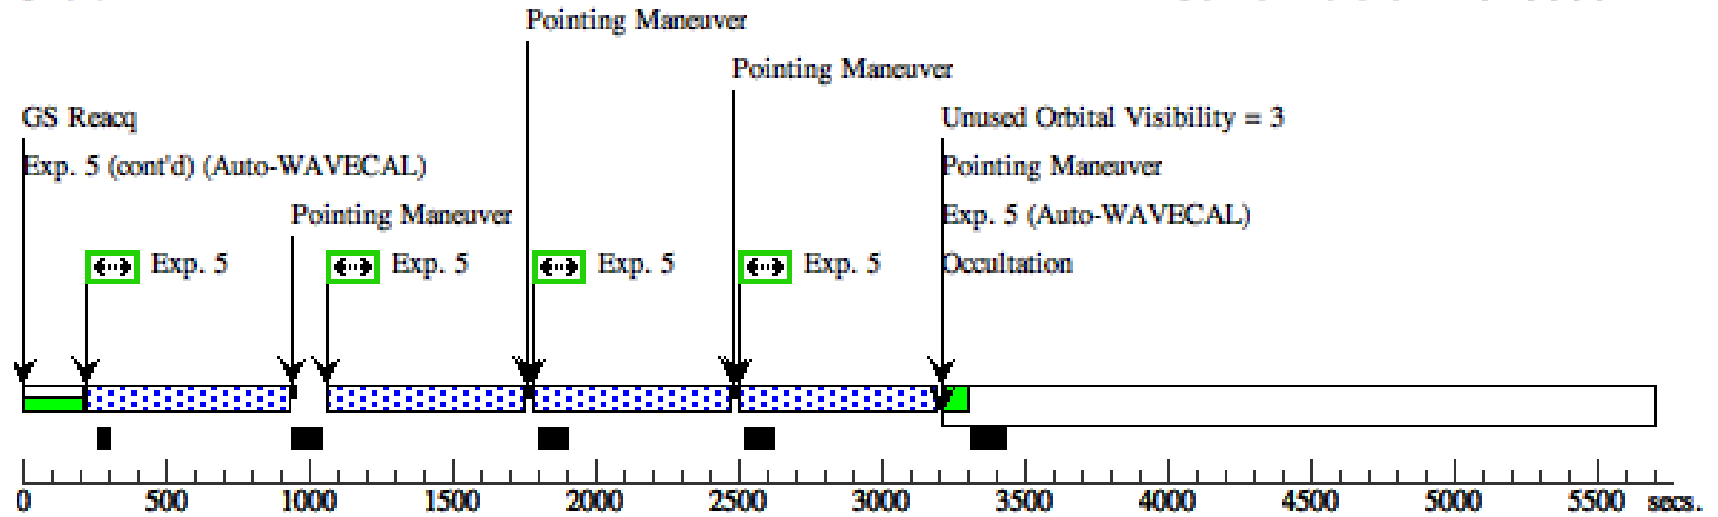 Pointing Maneuver
Pointing Maneuver
GS Reacq
Unused Orbital Visibility = 3
Exp. 5 (cont'd) (Auto-WAVECAL)
Pointing Maneuver
Pointing Maneuver
Exp. 5 (Auto-WAVECAL)
Exp. 5
Exp. 5
Exp. 5
Exp. 5
Occultation
0 500 1000 1500 2000 2500 3000 3500 4000 4500 5000 5500 secs.